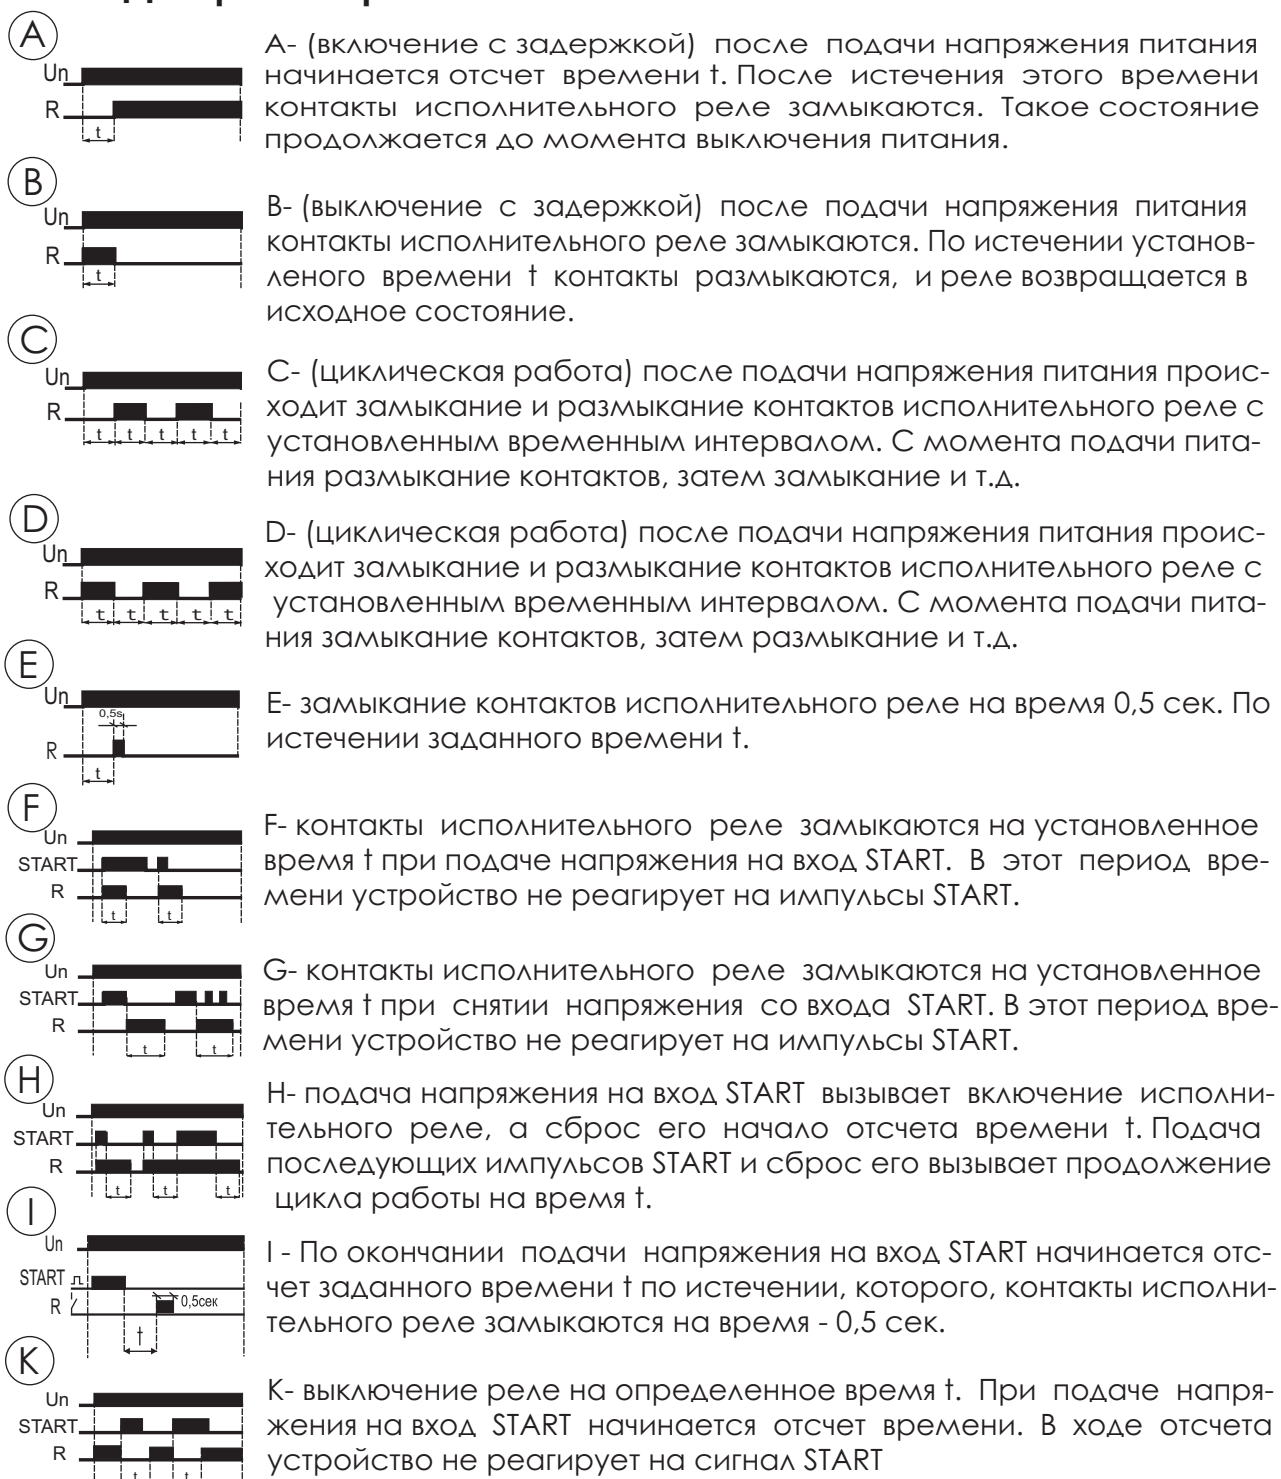 A
Un
R
t
A- (включение с задержкой) после подачи напряжения питания
начинается отсчет времени t. После истечения этого времени
контакты исполнительного реле замыкаются. Такое состояние
продолжается до момента выключения питания.
B
Un
R
t
B- (выключение с задержкой) после подачи напряжения питания
контакты исполнительного реле замыкаются. По истечении установ-
леного времени t контакты размыкаются, и реле возвращается в
исходное состояние.
C
Un
R
t t t t t
C- (циклическая работа) после подачи напряжения питания проис-
ходит замыкание и размыкание контактов исполнительного реле с
установленным временным интервалом. С момента подачи пита-
ния размыкание контактов, затем замыкание и т.д.
D
Un
R
t t t t t
D- (циклическая работа) после подачи напряжения питания проис-
ходит замыкание и размыкание контактов исполнительного реле с
установленным временным интервалом. С момента подачи пита-
ния замыкание контактов, затем размыкание и т.д.
E
Un
0,5s
R
t
E- замыкание контактов исполнительного реле на время 0,5 сек. По
истечении заданного времени t.
F
Un
START
R
t t
F- контакты исполнительного реле замыкаются на установленное
время t при подаче напряжения на вход START. В этот период вре-
мени устройство не реагирует на импульсы START.
G
Un
START
R
t t
G- контакты исполнительного реле замыкаются на установленное
время t при снятии напряжения со входа START. В этот период вре-
мени устройство не реагирует на импульсы START.
H
Un
START
R
t t t
H- подача напряжения на вход START вызывает включение исполни-
тельного реле, а сброс его начало отсчета времени t. Подача
последующих импульсов START и сброс его вызывает продолжение
цикла работы на время t.
I
Un
START
R
0,5сек
t
I - По окончании подачи напряжения на вход START начинается отс-
чет заданного времени t по истечении, которого, контакты исполни-
тельного реле замыкаются на время - 0,5 сек.
K
Un
START
R
t t
K- выключение реле на определенное время t. При подаче напря-
жения на вход START начинается отсчет времени. В ходе отсчета
устройство не реагирует на сигнал START